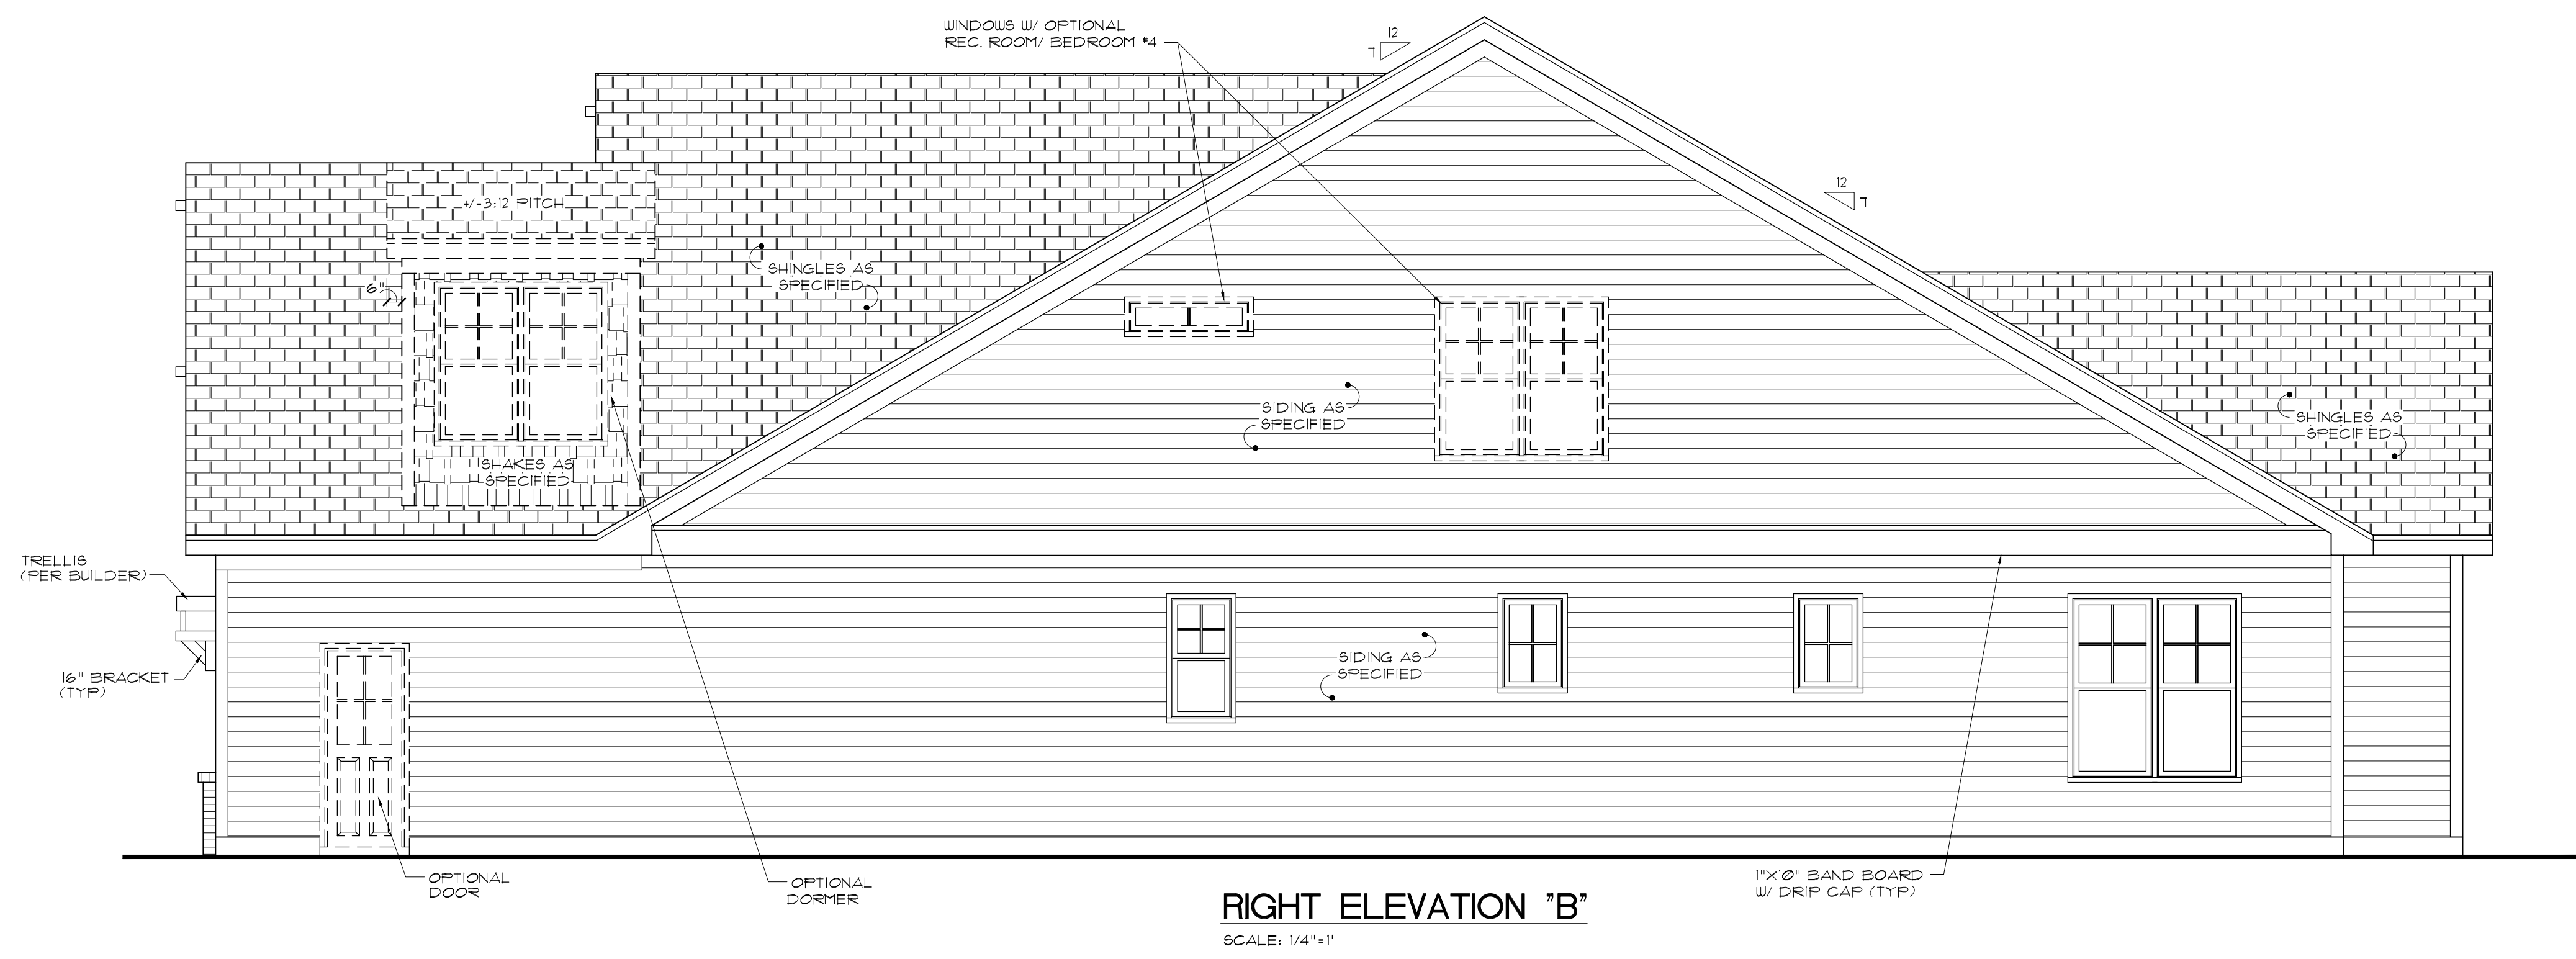 WINDOWS W/ OPTIONAL
REC. ROOM/ BEDROOM #4
12
7
12
7
+/-3:12 PITCH
6"
SHINGLES AS
SPECIFIED
SIDING AS
SPECIFIED
SHINGLES AS
SPECIFIED
SHAKES AS
SPECIFIED
TRELLIS
(PER BUILDER)
16" BRACKET
(TYP)
SIDING AS
SPECIFIED
OPTIONAL
DOOR
OPTIONAL
DORMER
1"X10" BAND BOARD
W/ DRIP CAP (TYP)
RIGHT ELEVATION "B"
SCALE: 1/4"=1'